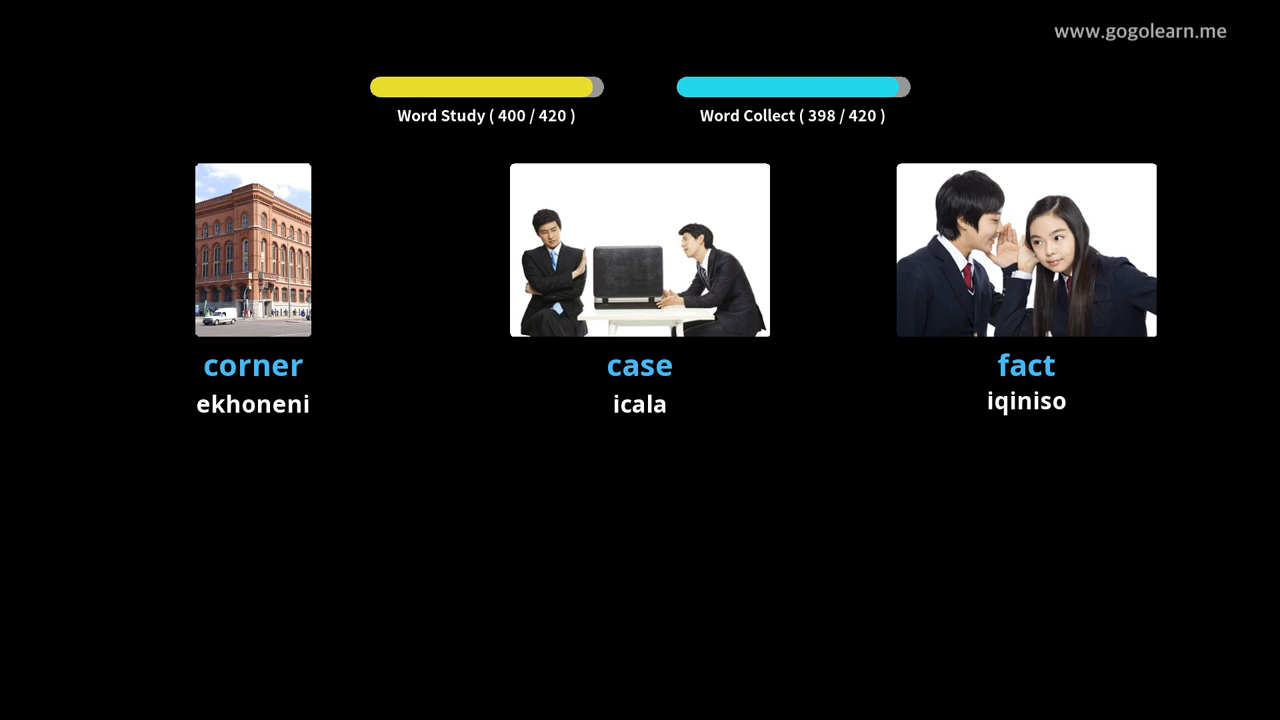 www.gogolearn.me
Word Study ( 400 / 420 )
Word Collect ( 398 / 420 )
corner
case
fact
ekhoneni
icala
iqiniso